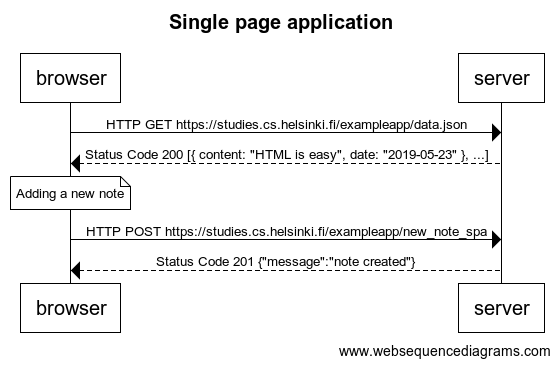 Single page application
browser server
HTTP GET https://studies.cs.helsinki.fi/exampleapp/data.json
Status Code 200 [{ content: "HTML is easy", date: "2019-05-23" }, ...]
Adding a new note
HTTP POST https://studies.cs.helsinki.fi/exampleapp/new_note_spa
Status Code 201 {"message":"note created"}
browser server
www.websequencediagrams.com